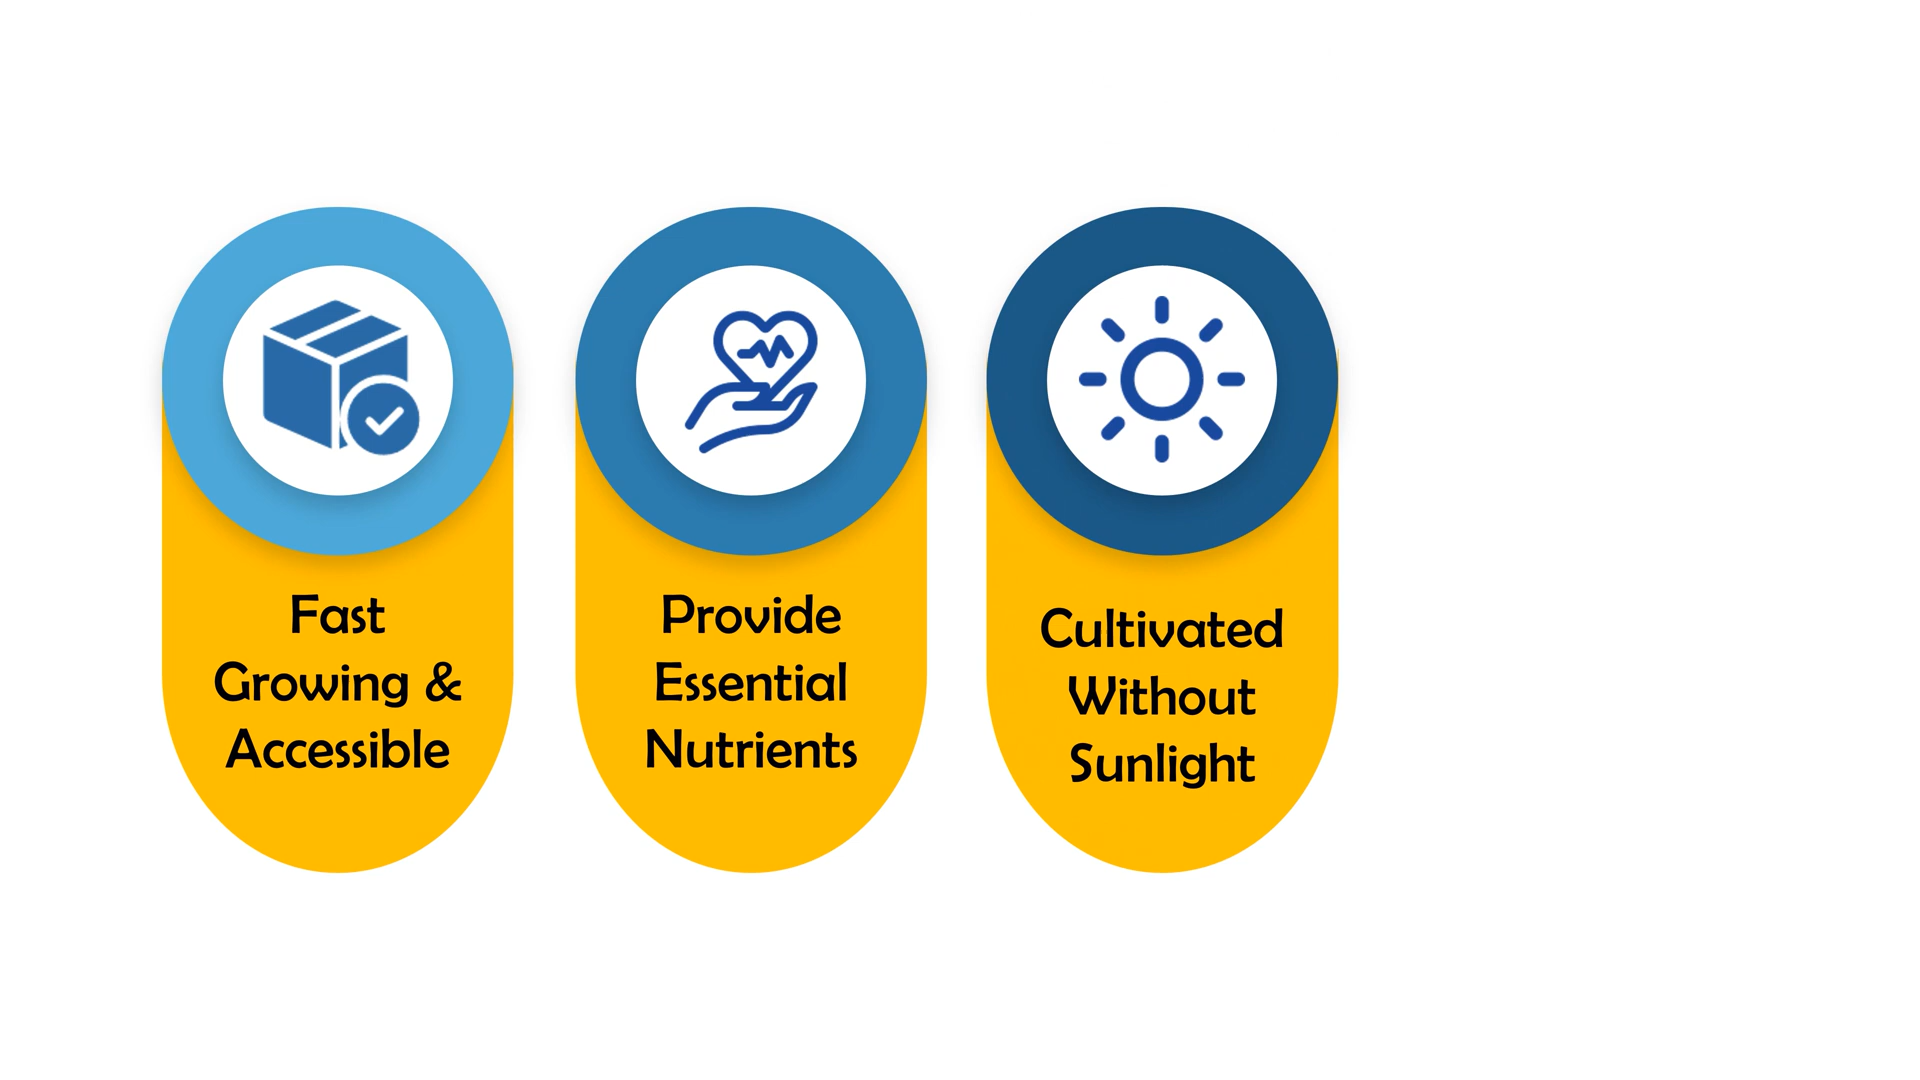 Fast
Growing &
Accessible
Provide
Essential
Nutrients
Cultivated
Without
Sunlight